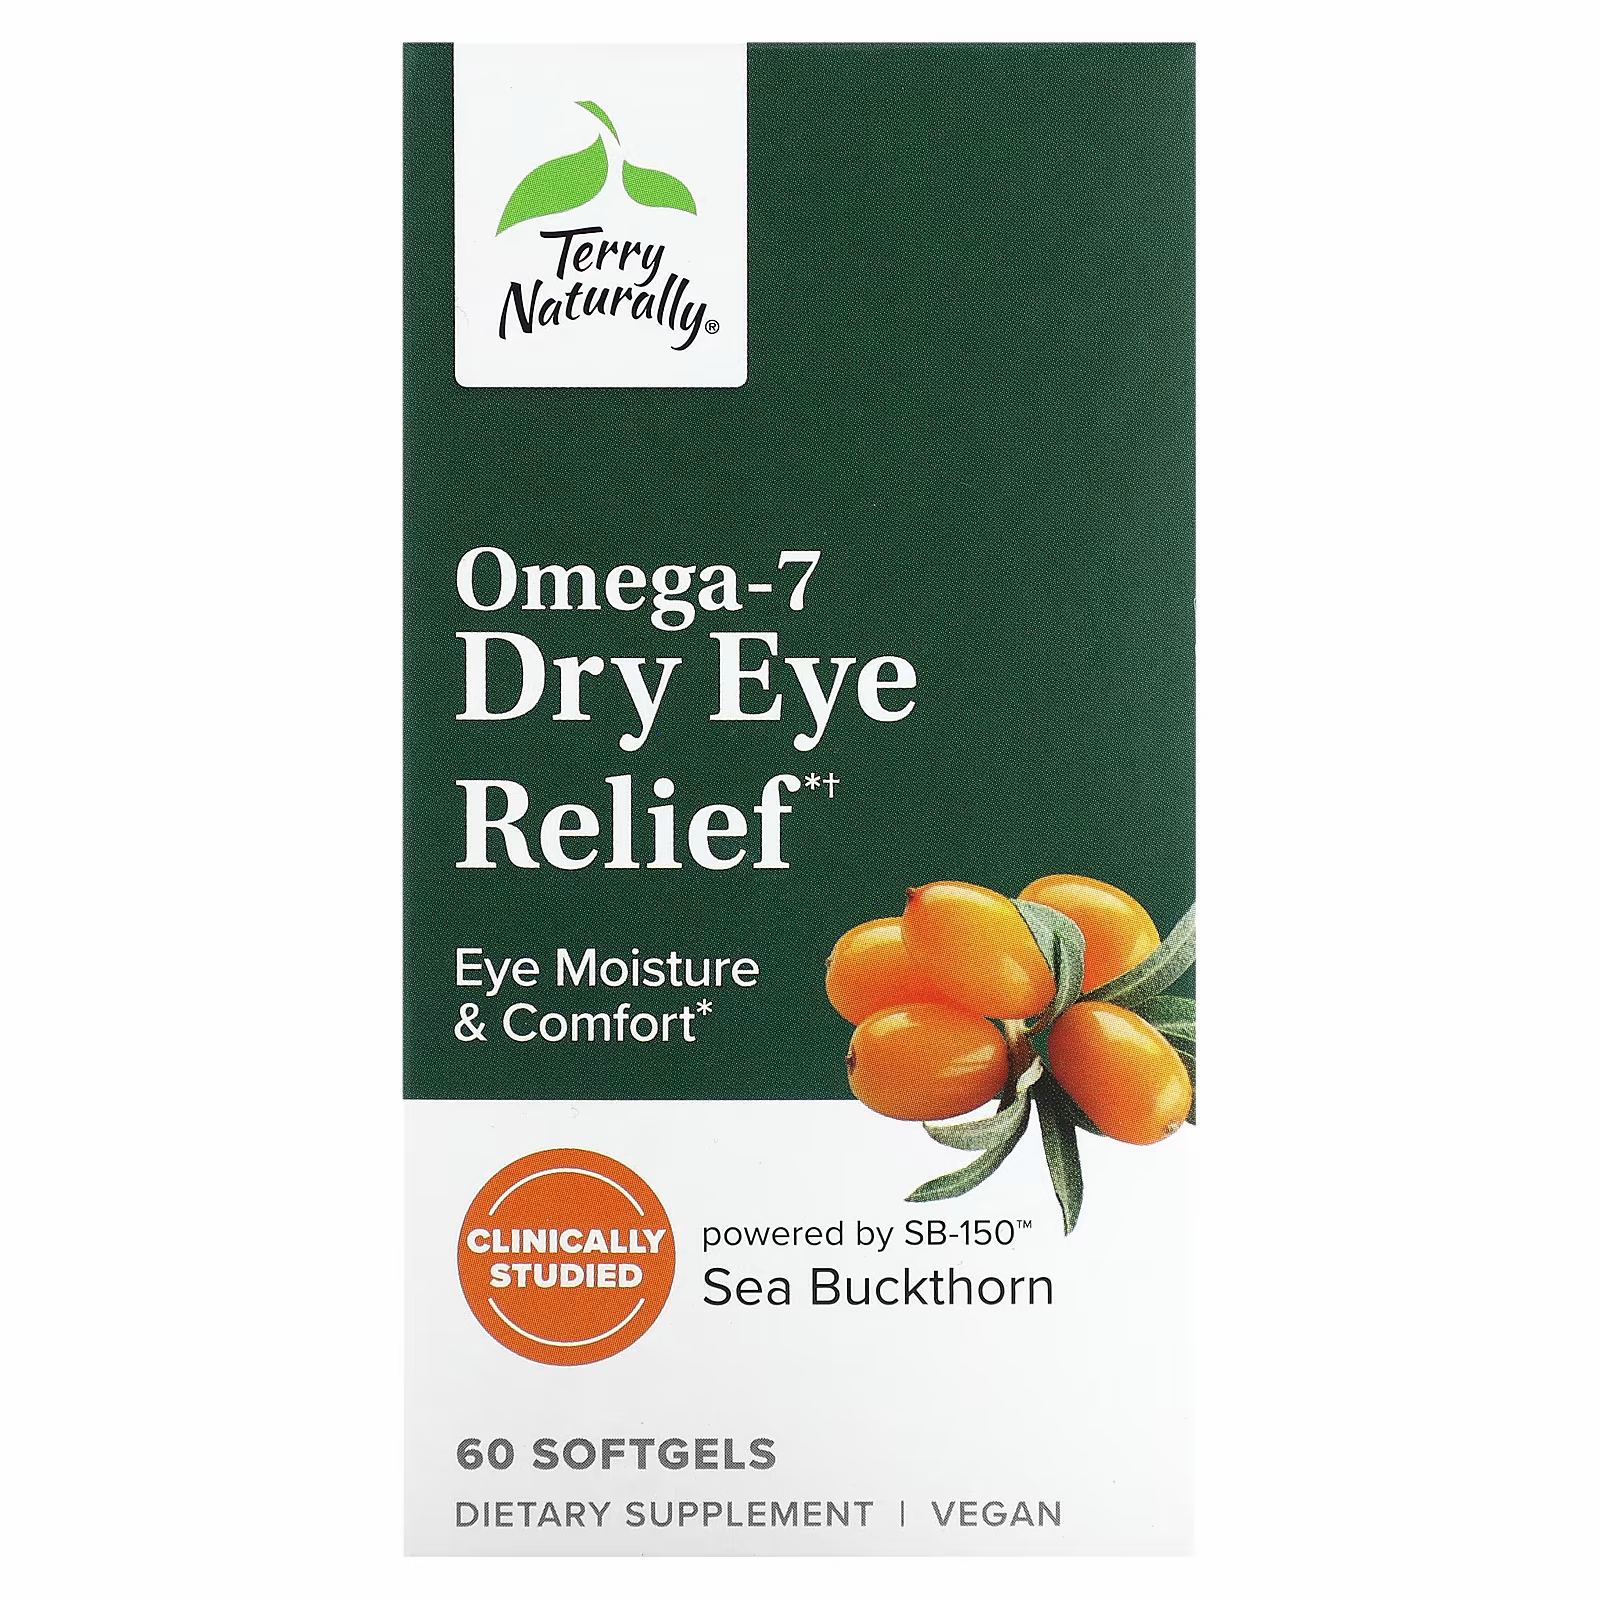 Terry
Naturally®
Omega-7
Dry Eye
Relief*†
Eye Moisture
& Comfort*
CLINICALLY
STUDIED
powered by SB-150™
Sea Buckthorn
60 SOFTGELS
DIETARY SUPPLEMENT | VEGAN